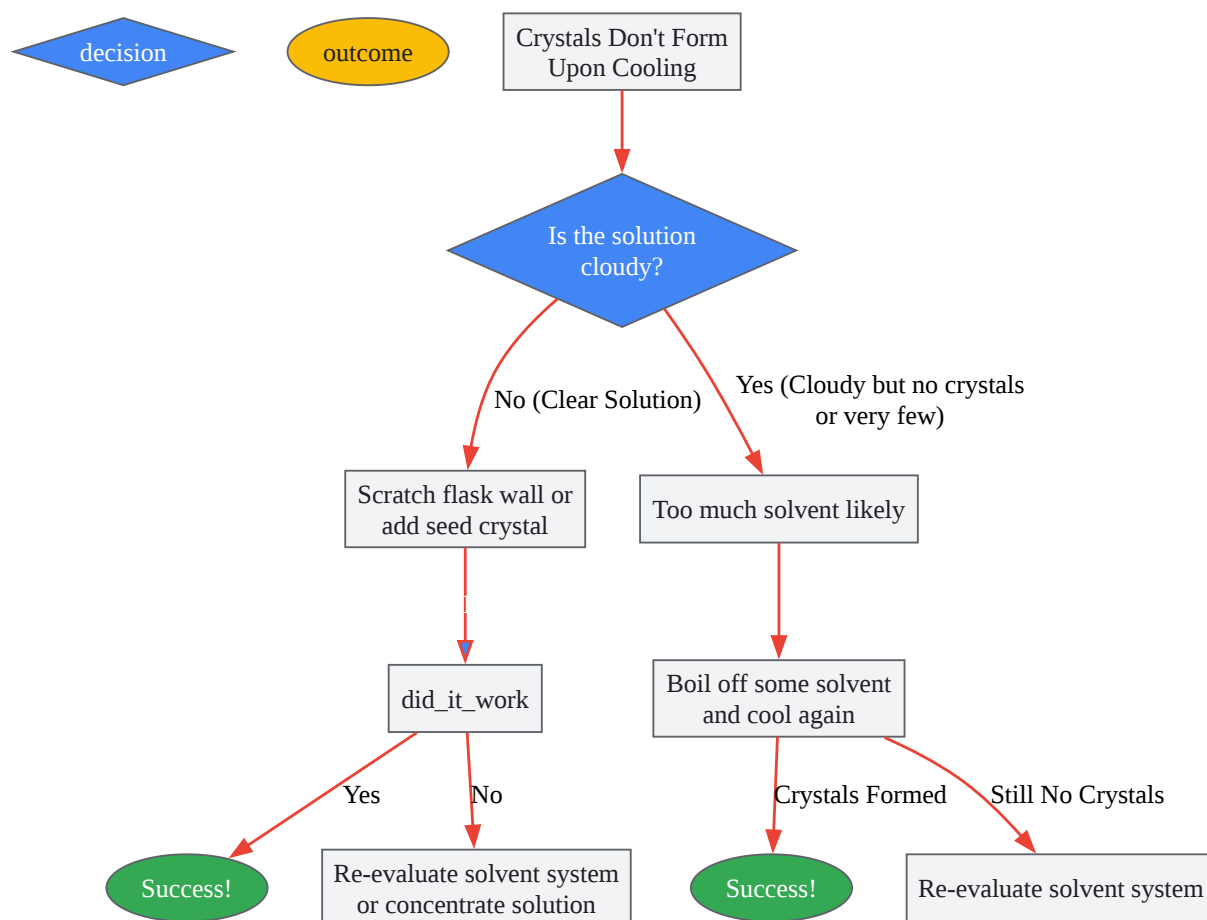 decision
outcome
Crystals Don't Form
Upon Cooling
Is the solution
cloudy?
No (Clear Solution)
Yes (Cloudy but no crystals
or very few)
Scratch flask wall or
add seed crystal
Too much solvent likely
did_it_work
Boil off some solvent
and cool again
Yes
No
Crystals Formed
Still No Crystals
Success!
Re-evaluate solvent system
or concentrate solution
Success!
Re-evaluate solvent system